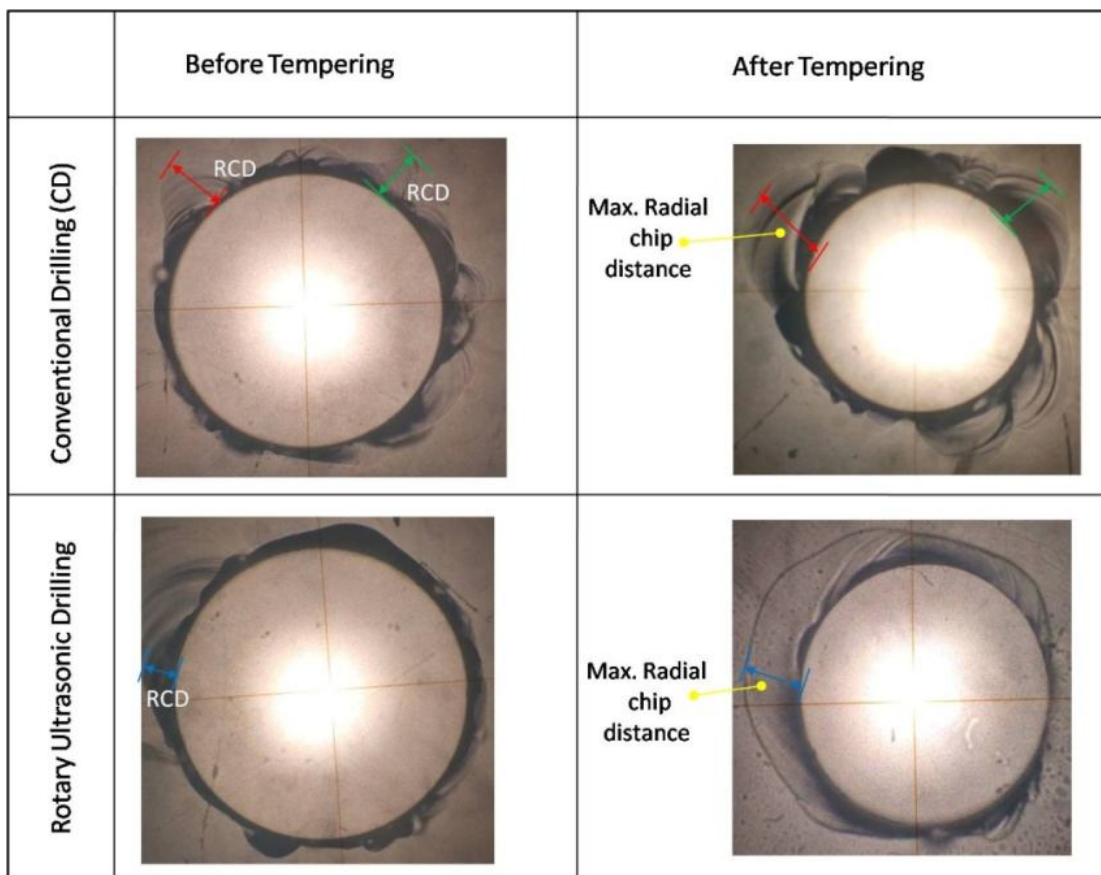 Before Tempering
After Tempering
Conventional Drilling (CD)
RCD
RCD
Max. Radial
chip
distance
Rotary Ultrasonic Drilling
RCD
Max. Radial
chip
distance